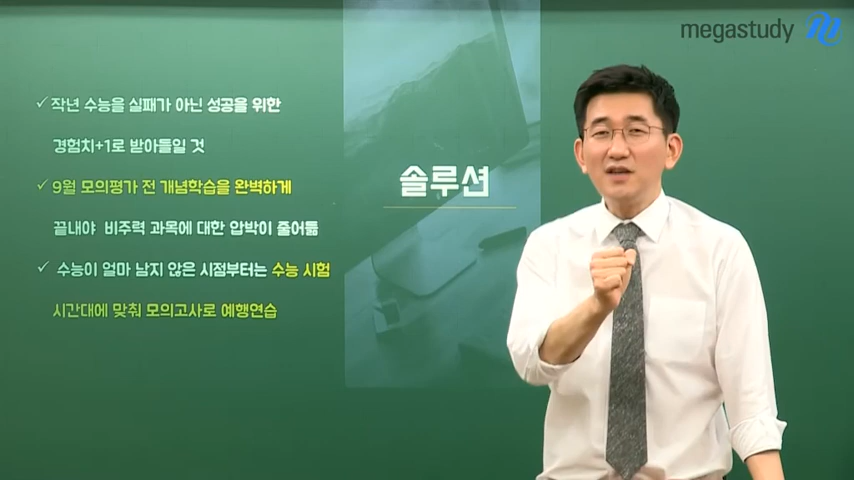 megastudy
✓작년 수능을 실패가 아닌 성공을 위한
경험치+1로 받아들일 것
✓9월 모의평가 전 개념학습을 완벽하게
끝내야 비주력 과목에 대한 압박이 줄어듦
✓ 수능이 얼마 남지 않은 시점부터는 수능 시험
시간대에 맞춰 모의고사로 예행연습
솔루션